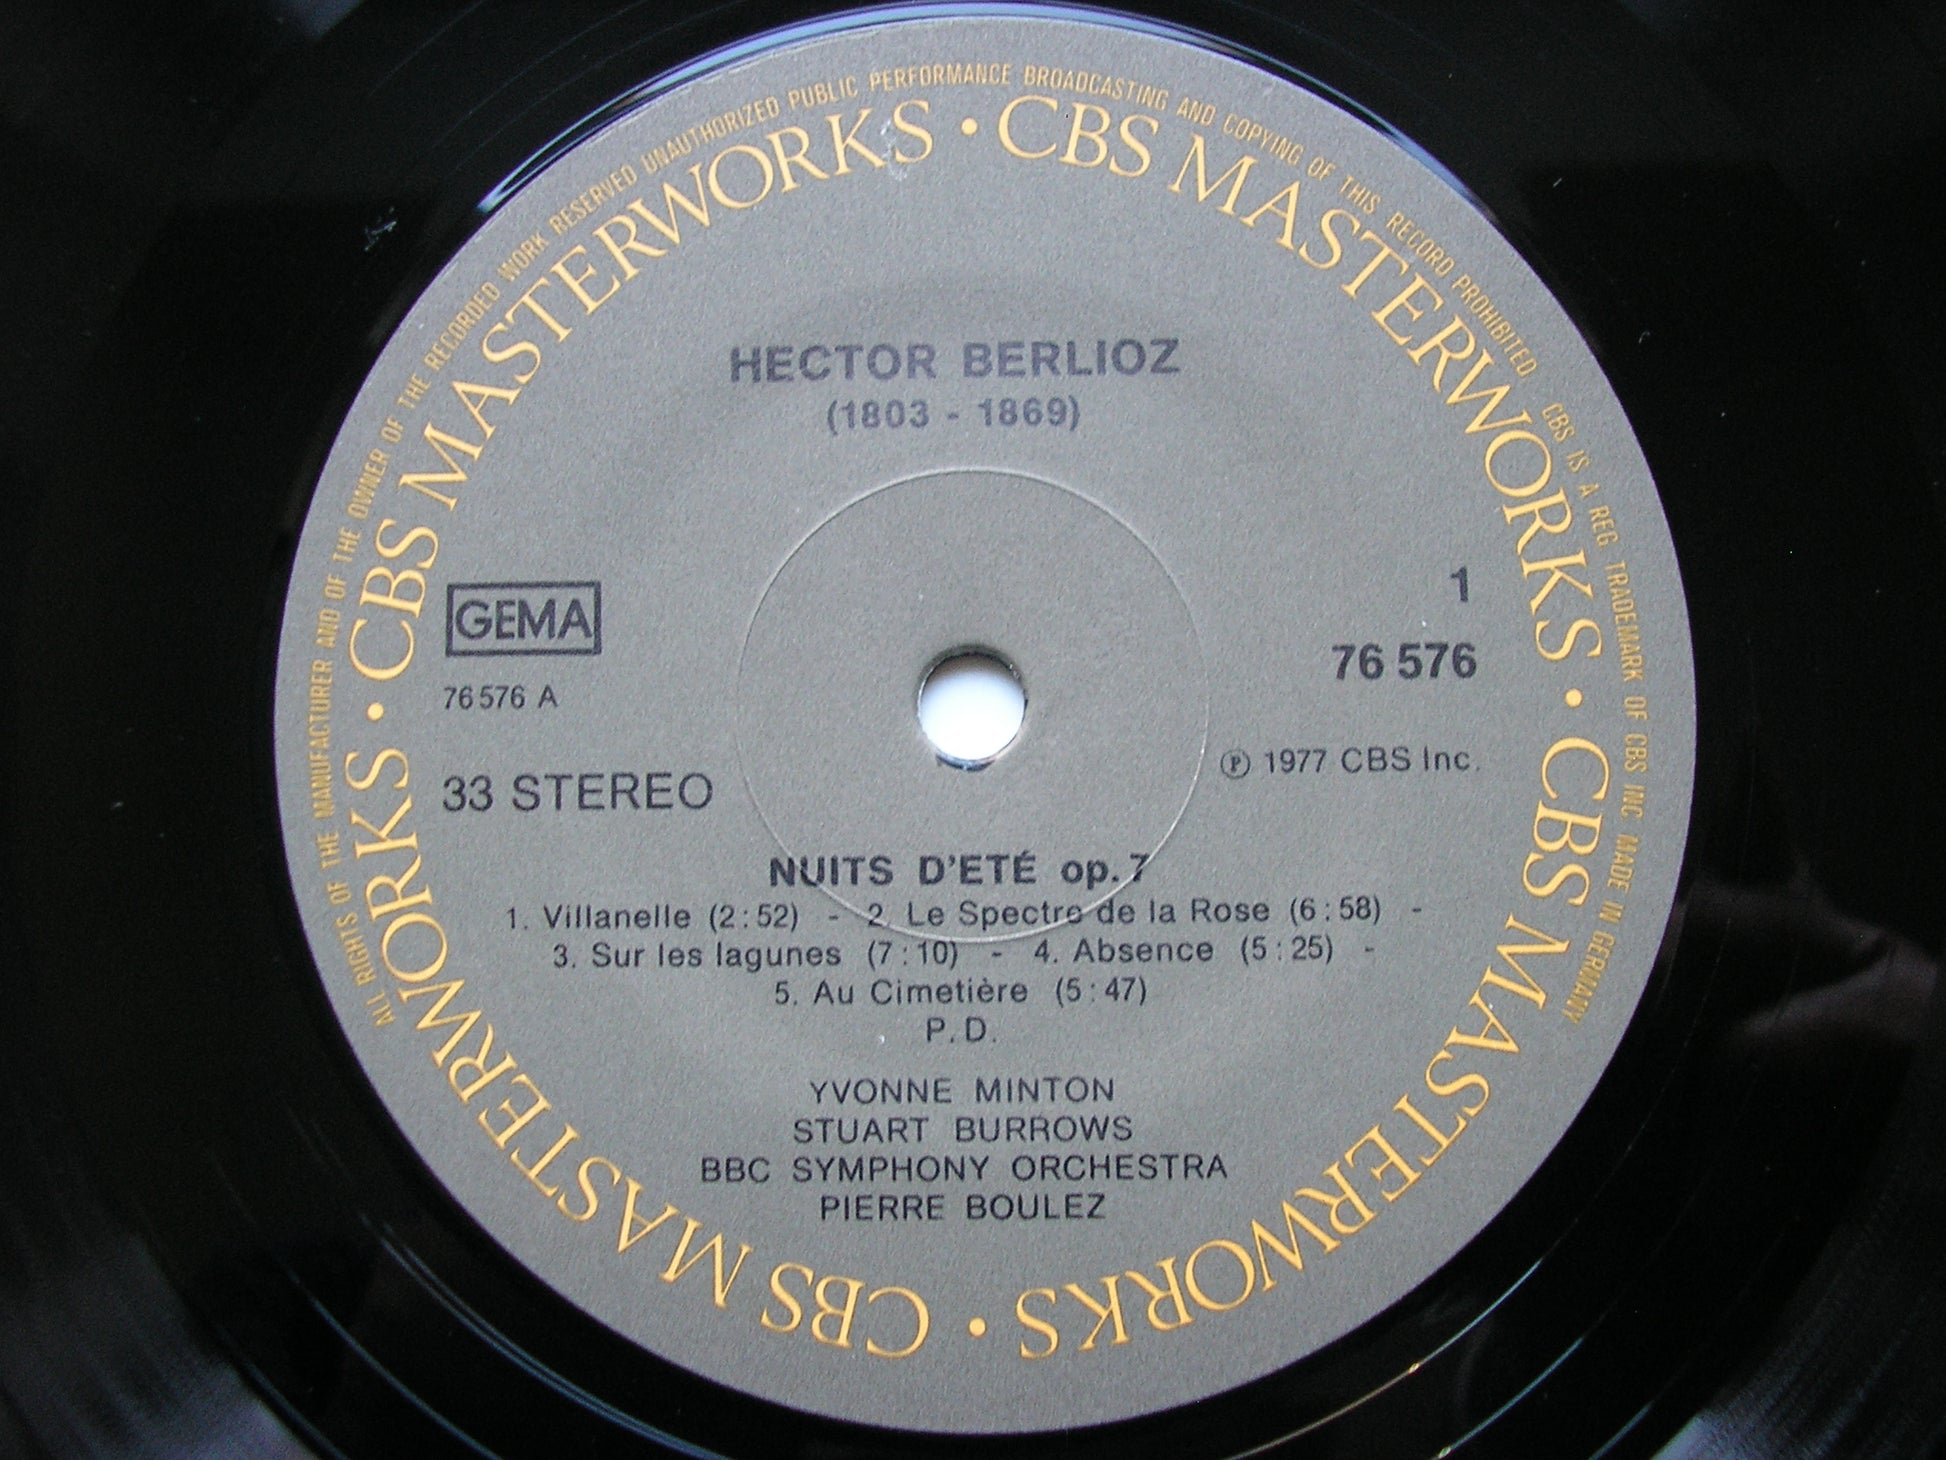 ALL RIGHTS OF THE MANUFACTURER AND OF THE OWNER OF THE RECORDED WORK RESERVED UNAUTHORIZED PUBLIC PERFORMANCE BROADCASTING AND COPYING OF THIS RECORD PROHIBITED CBS IS A REG TRADEMARK OF CBS INC MADE IN GERMANY
CBS MASTERWORKS • CBS MASTERWORKS • CBS MASTERWORKS • CBS MASTERWORKS •
HECTOR BERLIOZ
(1803 - 1869)
GEMA
1
76 576
76 576 A
℗ 1977 CBS Inc.
33 STEREO
NUITS D'ETÉ op. 7
1. Villanelle (2:52) - 2. Le Spectre de la Rose (6:58) -
3. Sur les lagunes (7:10) - 4. Absence (5:25) -
5. Au Cimetière (5:47)
P.D.
YVONNE MINTON
STUART BURROWS
BBC SYMPHONY ORCHESTRA
PIERRE BOULEZ